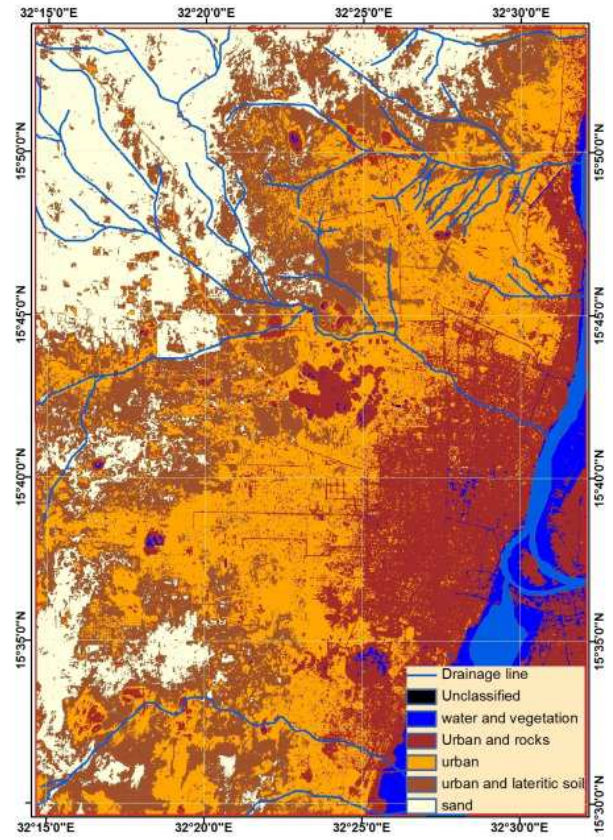 32°15'0"E 32°20'0"E 32°25'0"E 32°30'0"E
15°50'0"N 15°50'0"N
15°45'0"N 15°45'0"N
15°40'0"N 15°40'0"N
15°35'0"N 15°35'0"N
15°30'0"N
Drainage line
Unclassified
water and vegetation
Urban and rocks
urban
urban and lateritic soil
sand
32°15'0"E 32°20'0"E 32°25'0"E 32°30'0"E